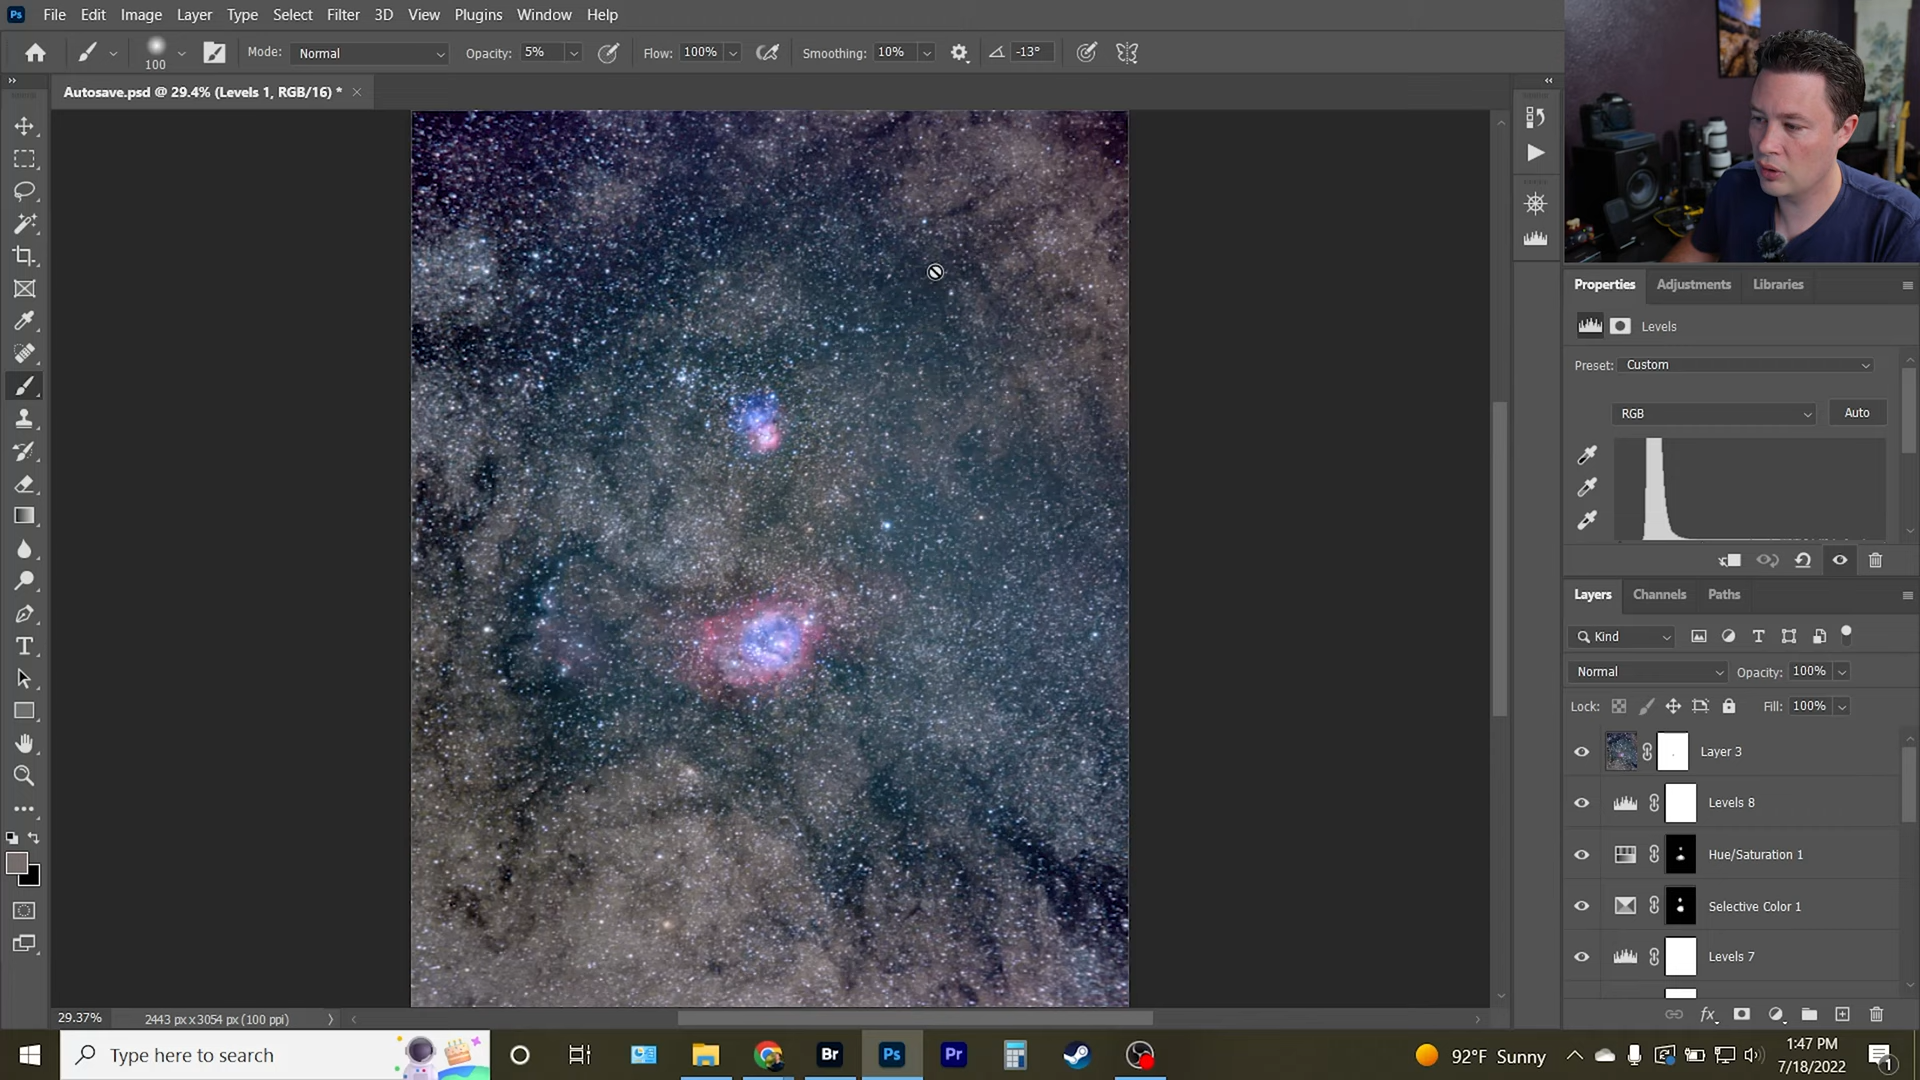 Ps File Edit Image Layer Type Select Filter 3D View Plugins Window Help
100 Mode: Normal Opacity: 5% Flow: 100% Smoothing: 10% -13°
Autosave.psd @ 29.4% (Levels 1, RGB/16) *
Properties Adjustments Libraries
Levels
Preset: Custom
RGB Auto
Layers Channels Paths
Kind
Normal Opacity: 100%
Lock: Fill: 100%
Layer 3
Levels 8
Hue/Saturation 1
Selective Color 1
Levels 7
29.37% 2443 px x 3054 px (100 ppi)
Type here to search
Br Ps Pr
92°F Sunny
1:47 PM
7/18/2022
1